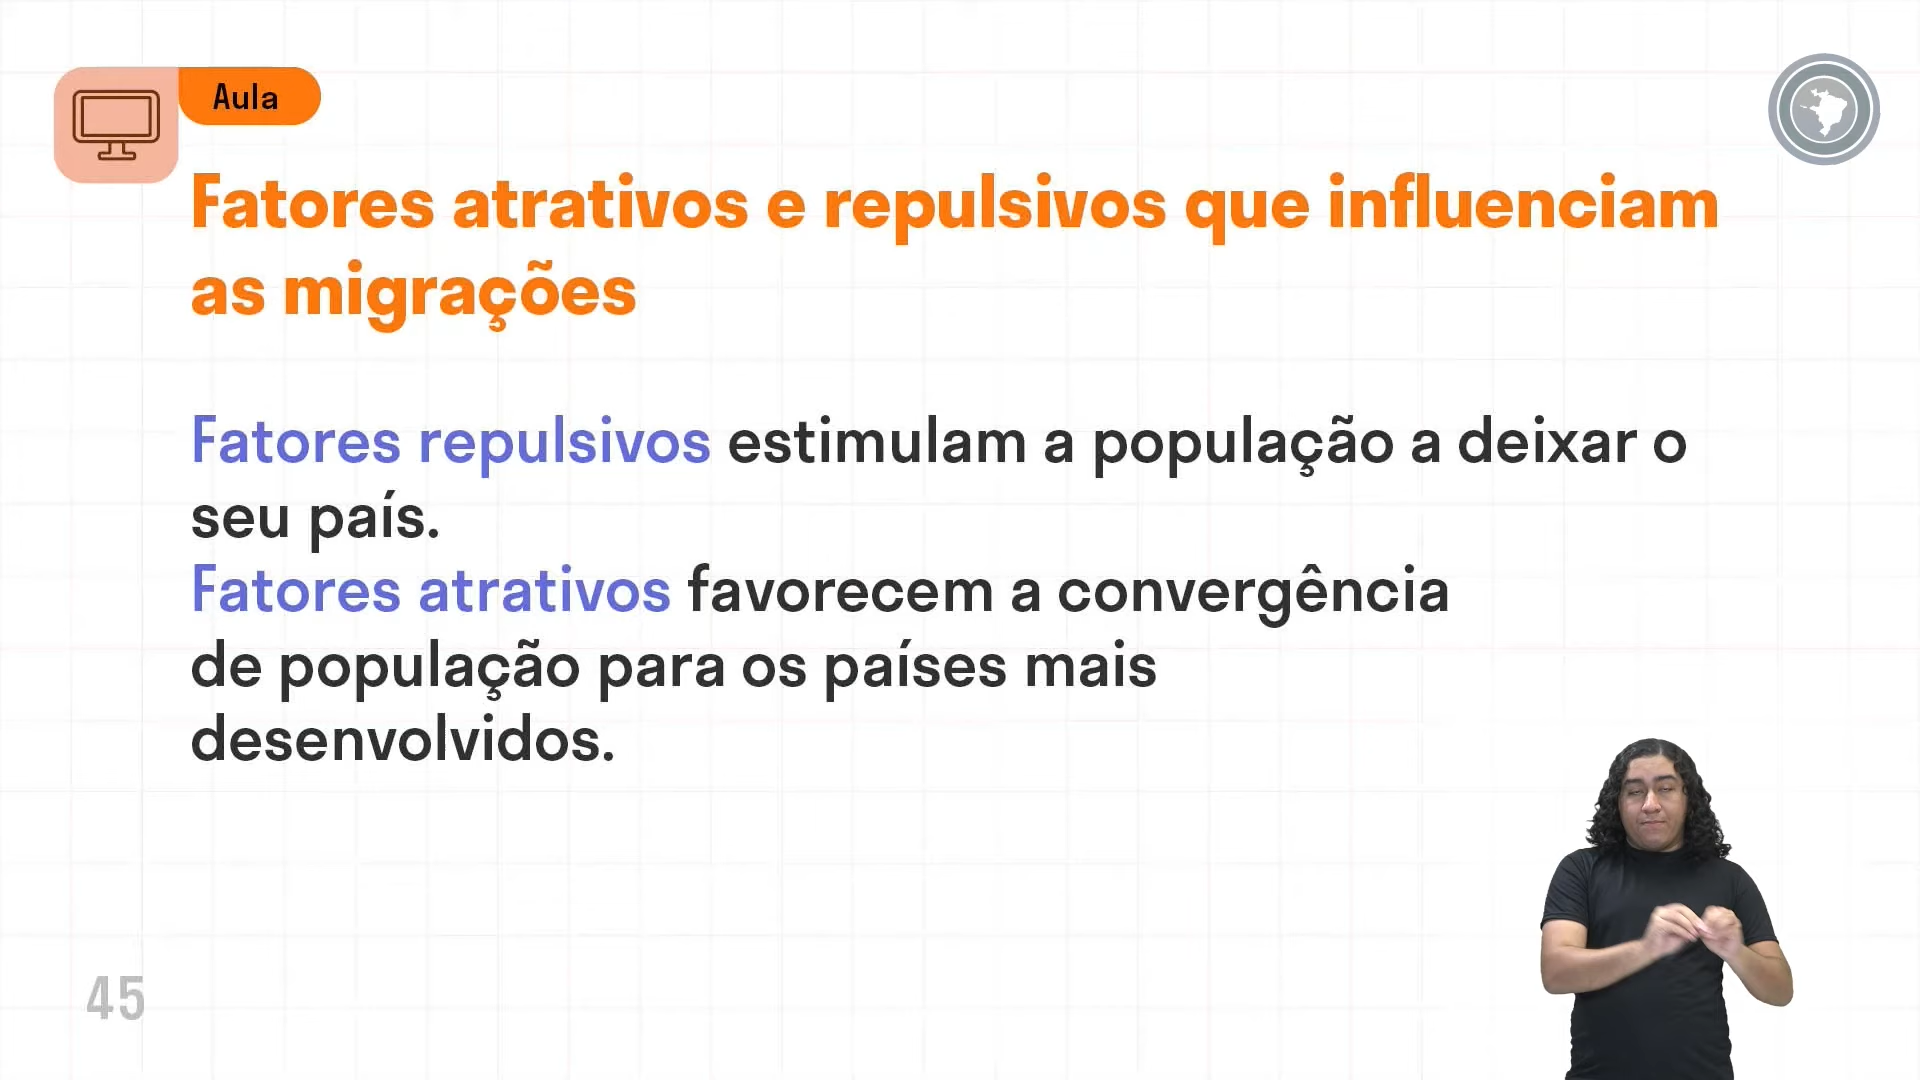 Aula
Fatores atrativos e repulsivos que influenciam
as migrações
Fatores repulsivos estimulam a população a deixar o
seu país.
Fatores atrativos favorecem a convergência
de população para os países mais
desenvolvidos.
45